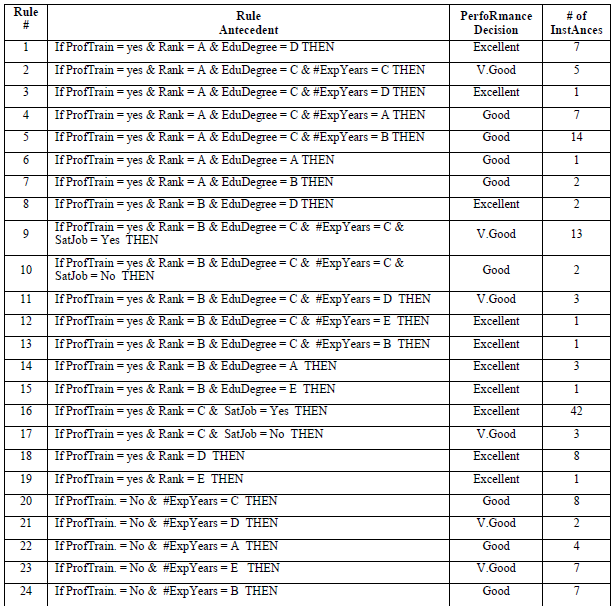 Rule # Rule Antecedent PerfoRmance Decision # of InstAnces
1 If ProfTrain = yes & Rank = A & EduDegree = D THEN Excellent 7
2 If ProfTrain = yes & Rank = A & EduDegree = C & #ExpYears = C THEN V.Good 5
3 If ProfTrain = yes & Rank = A & EduDegree = C & #ExpYears = D THEN Excellent 1
4 If ProfTrain = yes & Rank = A & EduDegree = C & #ExpYears = A THEN Good 7
5 If ProfTrain = yes & Rank = A & EduDegree = C & #ExpYears = B THEN Good 14
6 If ProfTrain = yes & Rank = A & EduDegree = A THEN Good 1
7 If ProfTrain = yes & Rank = A & EduDegree = B THEN Good 2
8 If ProfTrain = yes & Rank = B & EduDegree = D THEN Excellent 2
9 If ProfTrain = yes & Rank = B & EduDegree = C & #ExpYears = C &
SatJob = Yes THEN V.Good 13
10 If ProfTrain = yes & Rank = B & EduDegree = C & #ExpYears = C &
SatJob = No THEN Good 2
11 If ProfTrain = yes & Rank = B & EduDegree = C & #ExpYears = D THEN V.Good 3
12 If ProfTrain = yes & Rank = B & EduDegree = C & #ExpYears = E THEN Excellent 1
13 If ProfTrain = yes & Rank = B & EduDegree = C & #ExpYears = B THEN Excellent 1
14 If ProfTrain = yes & Rank = B & EduDegree = A THEN Excellent 3
15 If ProfTrain = yes & Rank = B & EduDegree = E THEN Excellent 1
16 If ProfTrain = yes & Rank = C & SatJob = Yes THEN Excellent 42
17 If ProfTrain = yes & Rank = C & SatJob = No THEN V.Good 3
18 If ProfTrain = yes & Rank = D THEN Excellent 8
19 If ProfTrain = yes & Rank = E THEN Excellent 1
20 If ProfTrain. = No & #ExpYears = C THEN Good 8
21 If ProfTrain. = No & #ExpYears = D THEN V.Good 2
22 If ProfTrain. = No & #ExpYears = A THEN Good 4
23 If ProfTrain. = No & #ExpYears = E THEN V.Good 7
24 If ProfTrain. = No & #ExpYears = B THEN Good 7